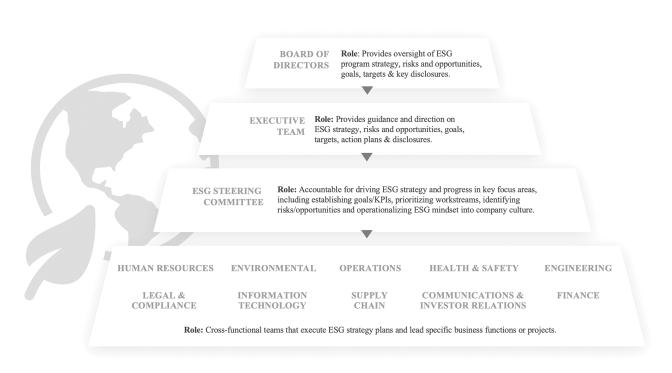 BOARD OF
DIRECTORS
Role: Provides oversight of ESG
program strategy, risks and opportunities,
goals, targets & key disclosures.
EXECUTIVE
TEAM
Role: Provides guidance and direction on
ESG strategy, risks and opportunities, goals,
targets, action plans & disclosures.
ESG STEERING
COMMITTEE
Role: Accountable for driving ESG strategy and progress in key focus areas,
including establishing goals/KPIs, prioritizing workstreams, identifying
risks/opportunities and operationalizing ESG mindset into company culture.
HUMAN RESOURCES ENVIRONMENTAL OPERATIONS HEALTH & SAFETY ENGINEERING
LEGAL & INFORMATION SUPPLY COMMUNICATIONS & FINANCE
COMPLIANCE TECHNOLOGY CHAIN INVESTOR RELATIONS
Role: Cross-functional teams that execute ESG strategy plans and lead specific business functions or projects.